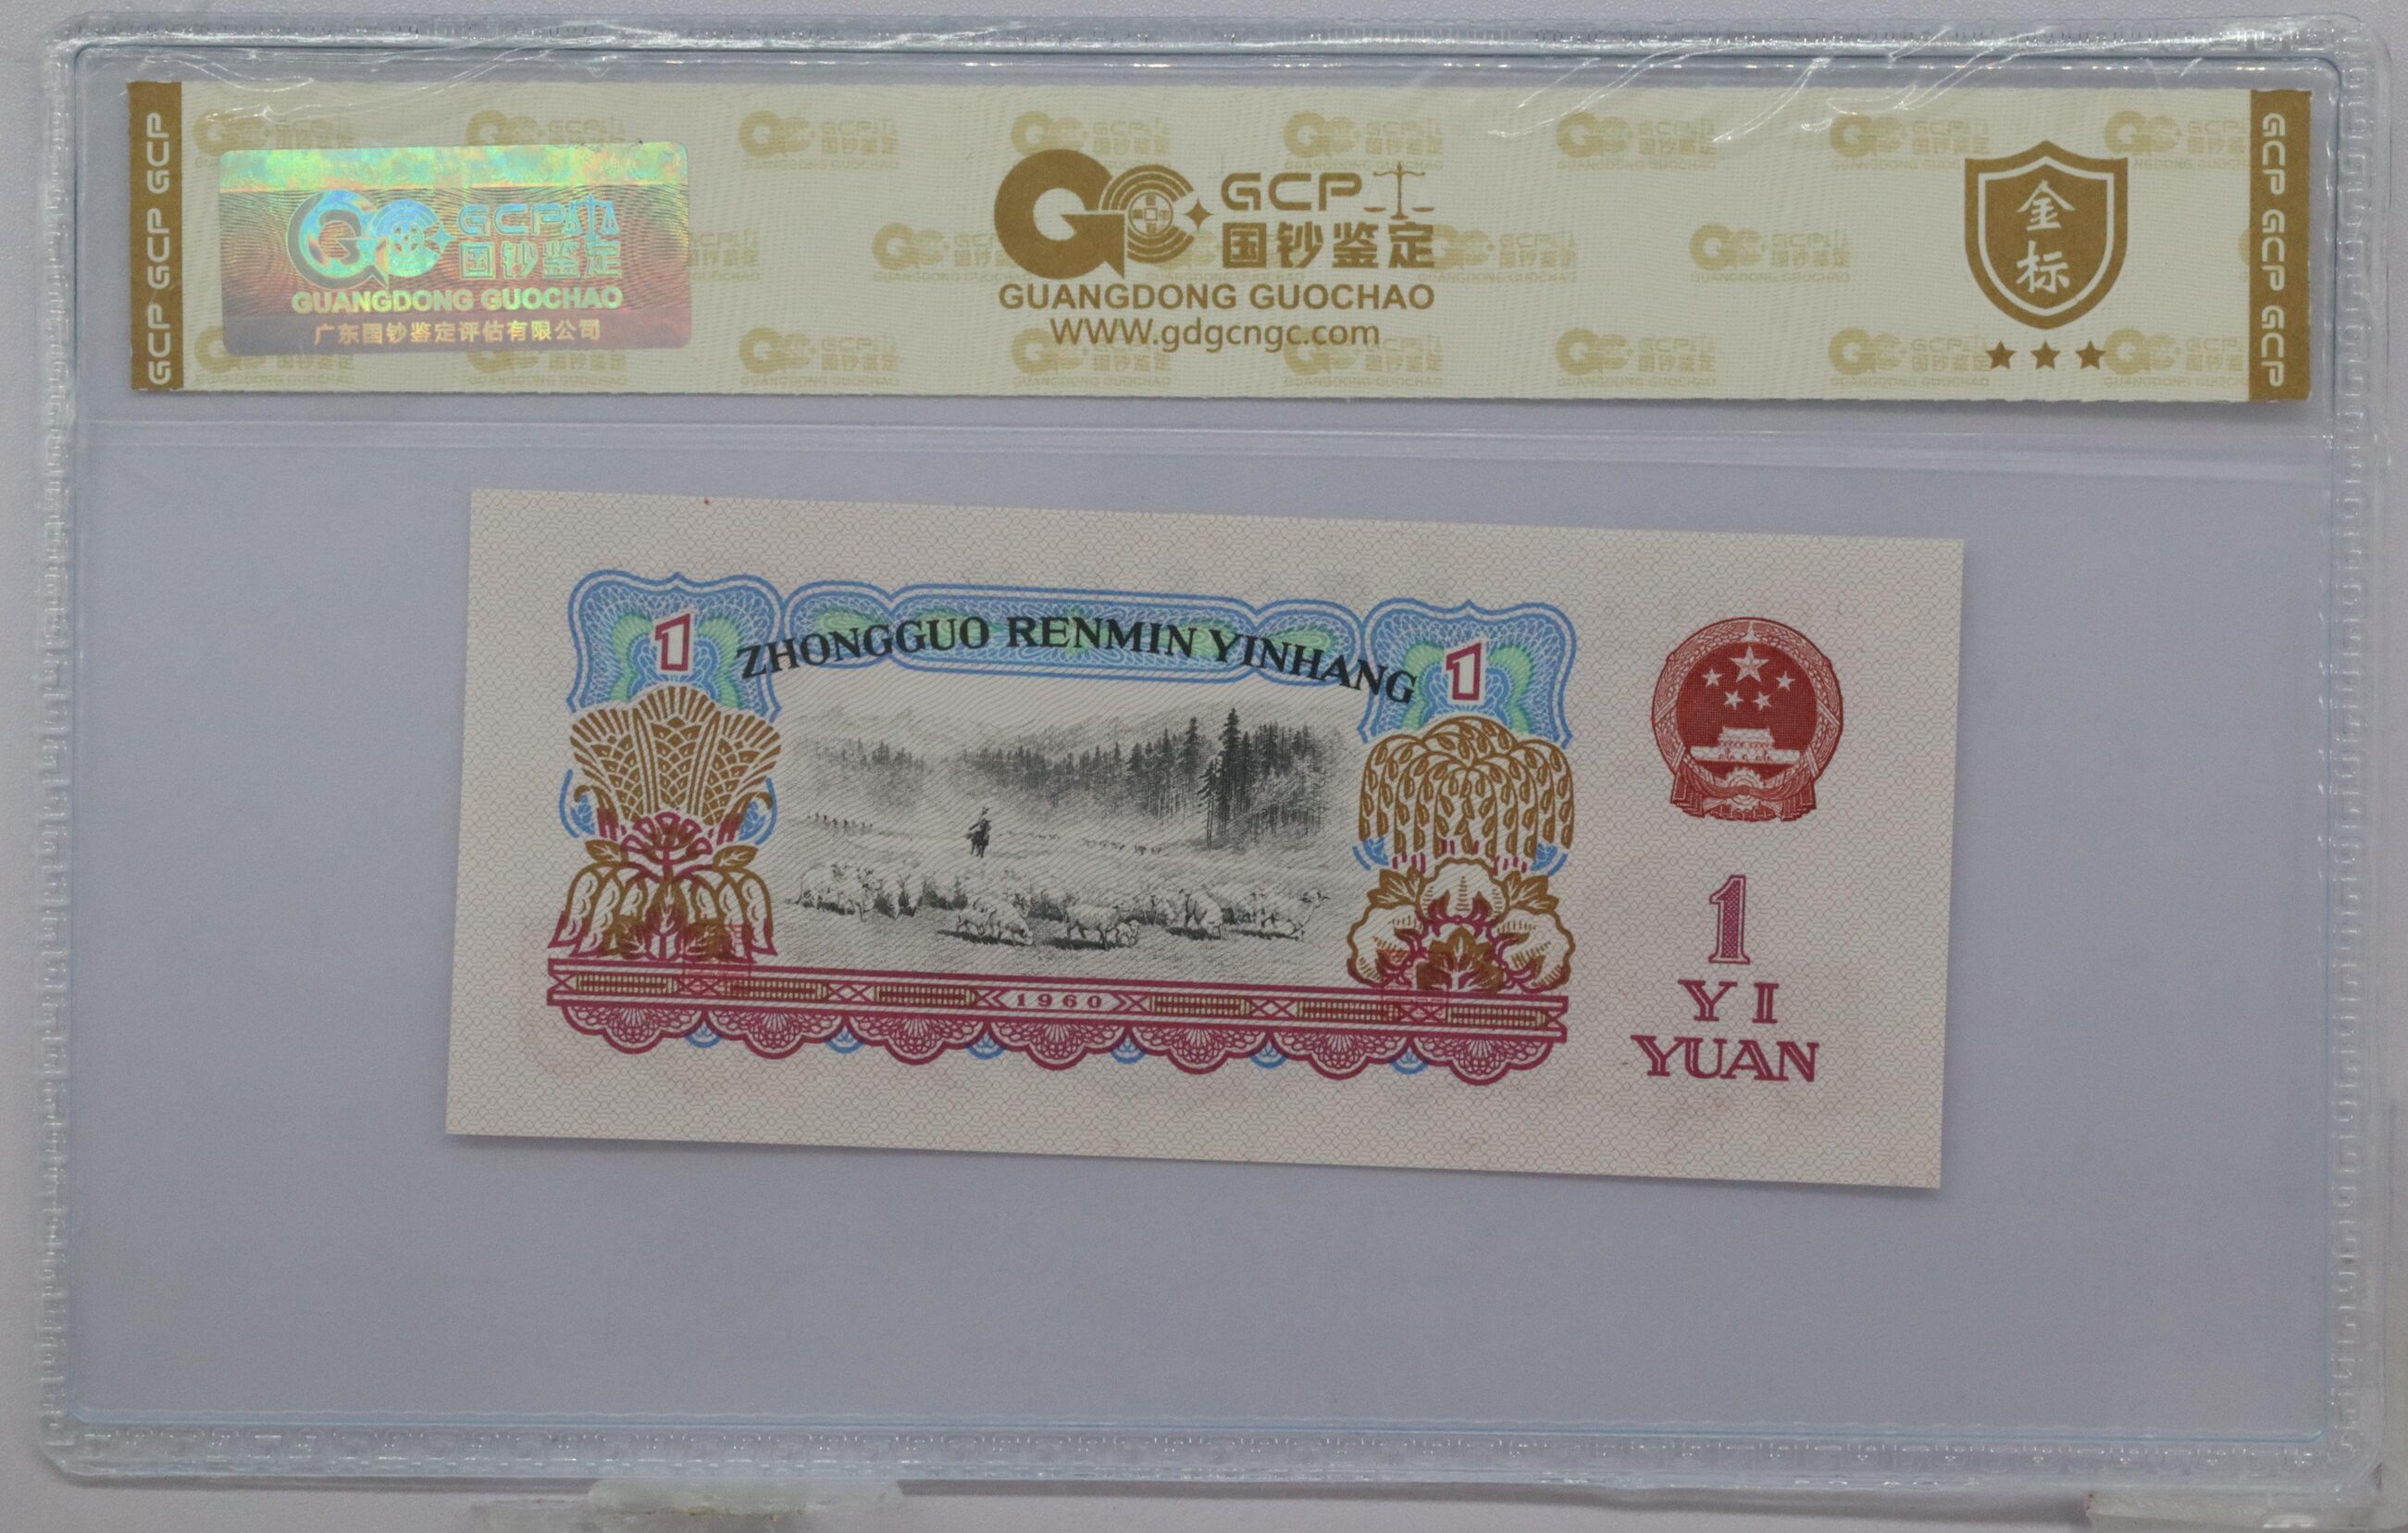 GCP GCP GCP
GCP
国钞鉴定
GUANGDONG GUOCHAO
广东国钞鉴定评估有限公司
GCP
国钞鉴定
GUANGDONG GUOCHAO
WWW.gdgcngc.com
金
标
GCP GCP GCP
1
ZHONGGUO RENMIN YINHANG
1
1960
1
YI
YUAN